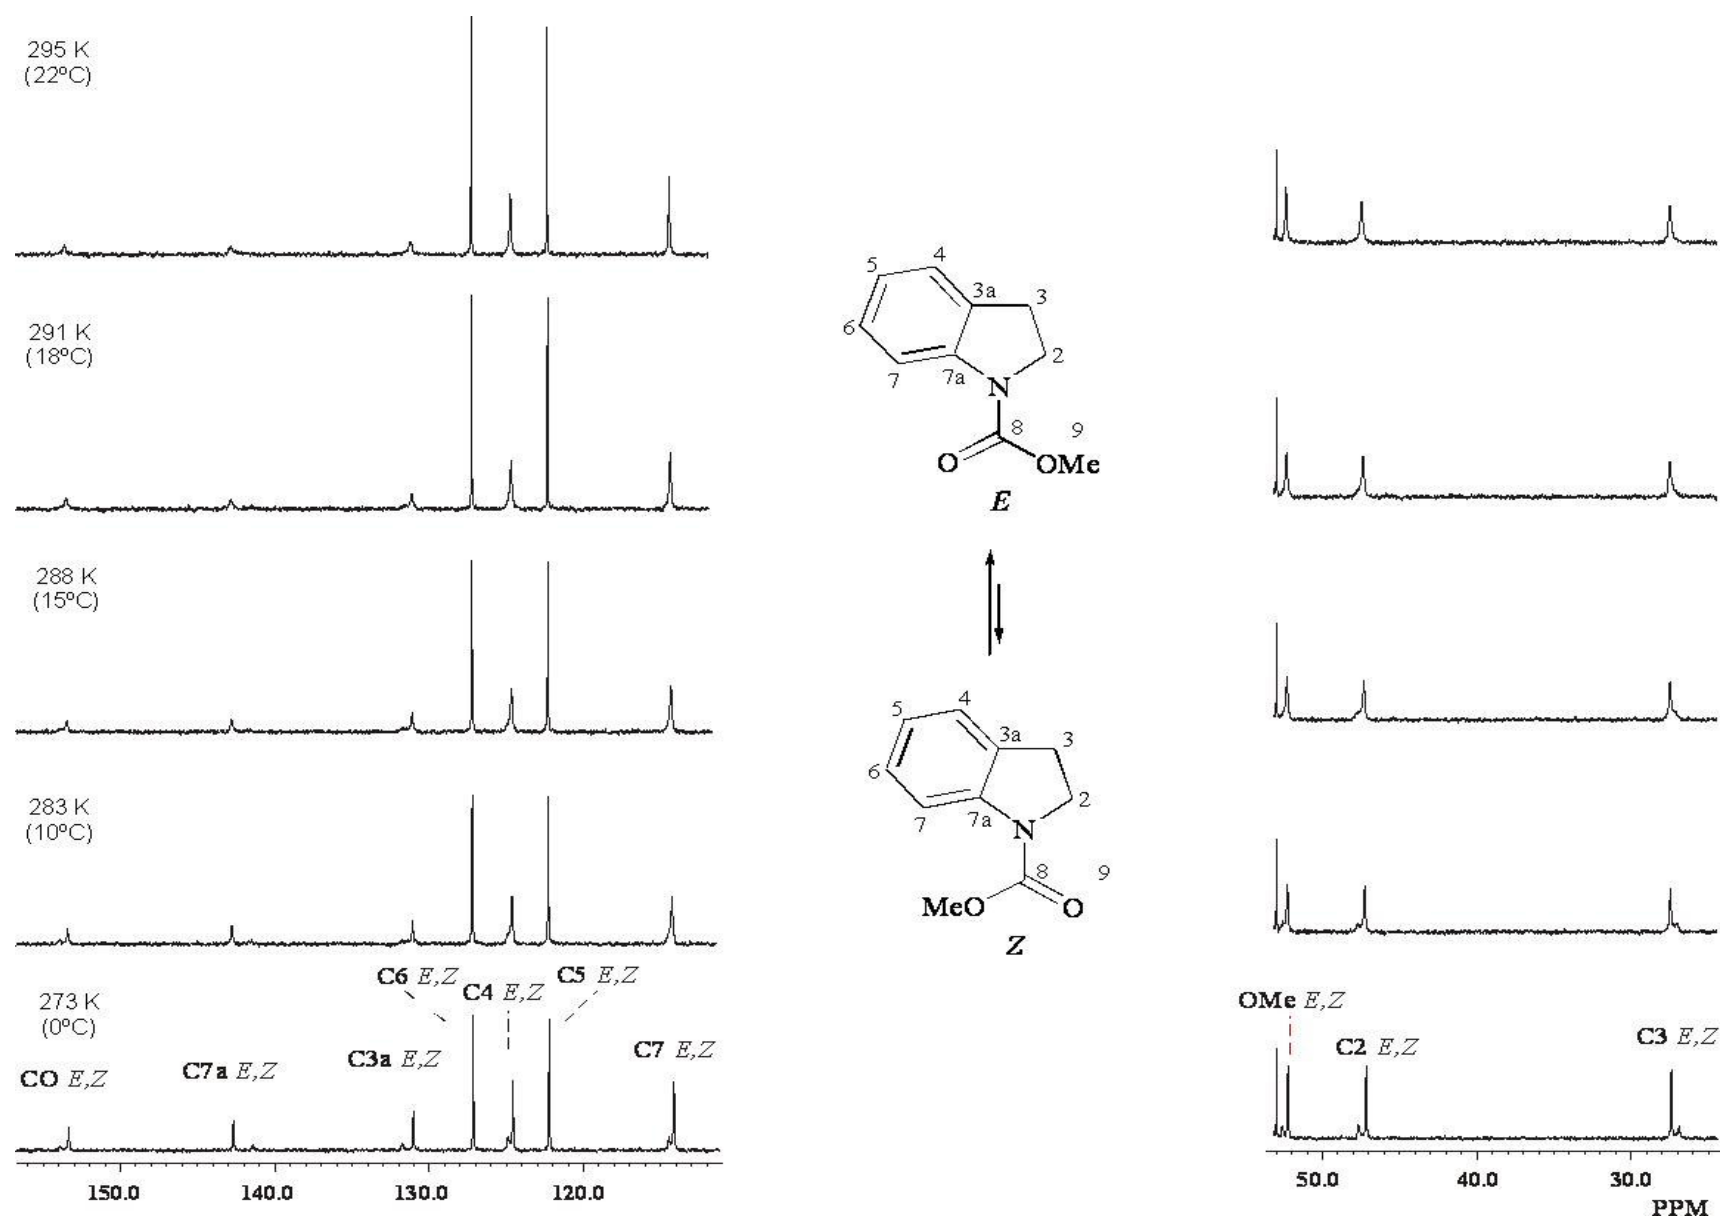 295 K
(22ºC)
291 K
(18ºC)
288 K
(15ºC)
283 K
(10ºC)
273 K
(0ºC)
C6 E,Z
C4 E,Z
C5 E,Z
CO E,Z
C7a E,Z
C3a E,Z
C7 E,Z
150.0 140.0 130.0 120.0
4
5
3a
3
6
2
7
7a
N
8
9
O
OMe
E
4
5
3a
3
6
2
7
7a
N
8
9
MeO
O
Z
OMe E,Z
C2 E,Z
C3 E,Z
50.0 40.0 30.0
PPM